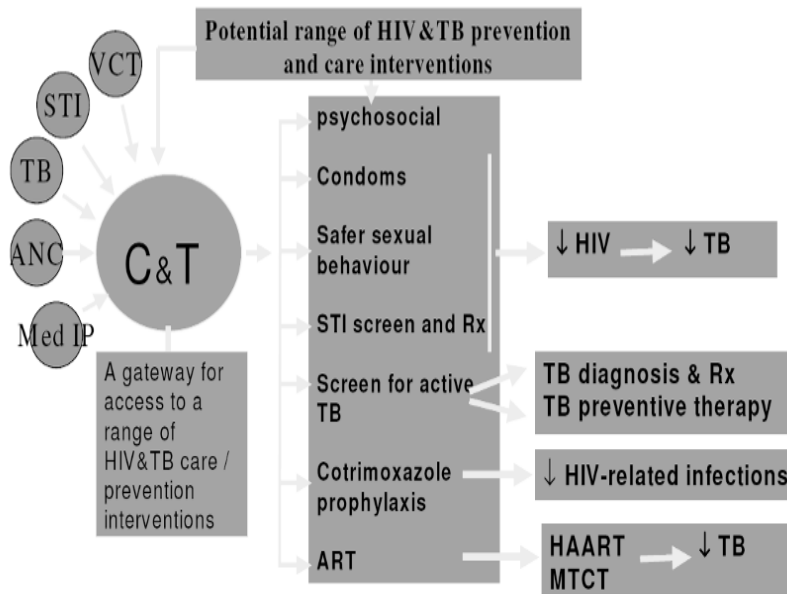 Potential range of HIV&TB prevention
and care interventions
VCT
STI
TB
ANC
Med IP
C&T
A gateway for
access to a
range of
HIV&TB care /
prevention
interventions
psychosocial
Condoms
Safer sexual
behaviour
STI screen and Rx
Screen for active
TB
Cotrimoxazole
prophylaxis
ART
↓ HIV → ↓ TB
TB diagnosis & Rx
TB preventive therapy
↓ HIV-related infections
HAART → ↓ TB
MTCT